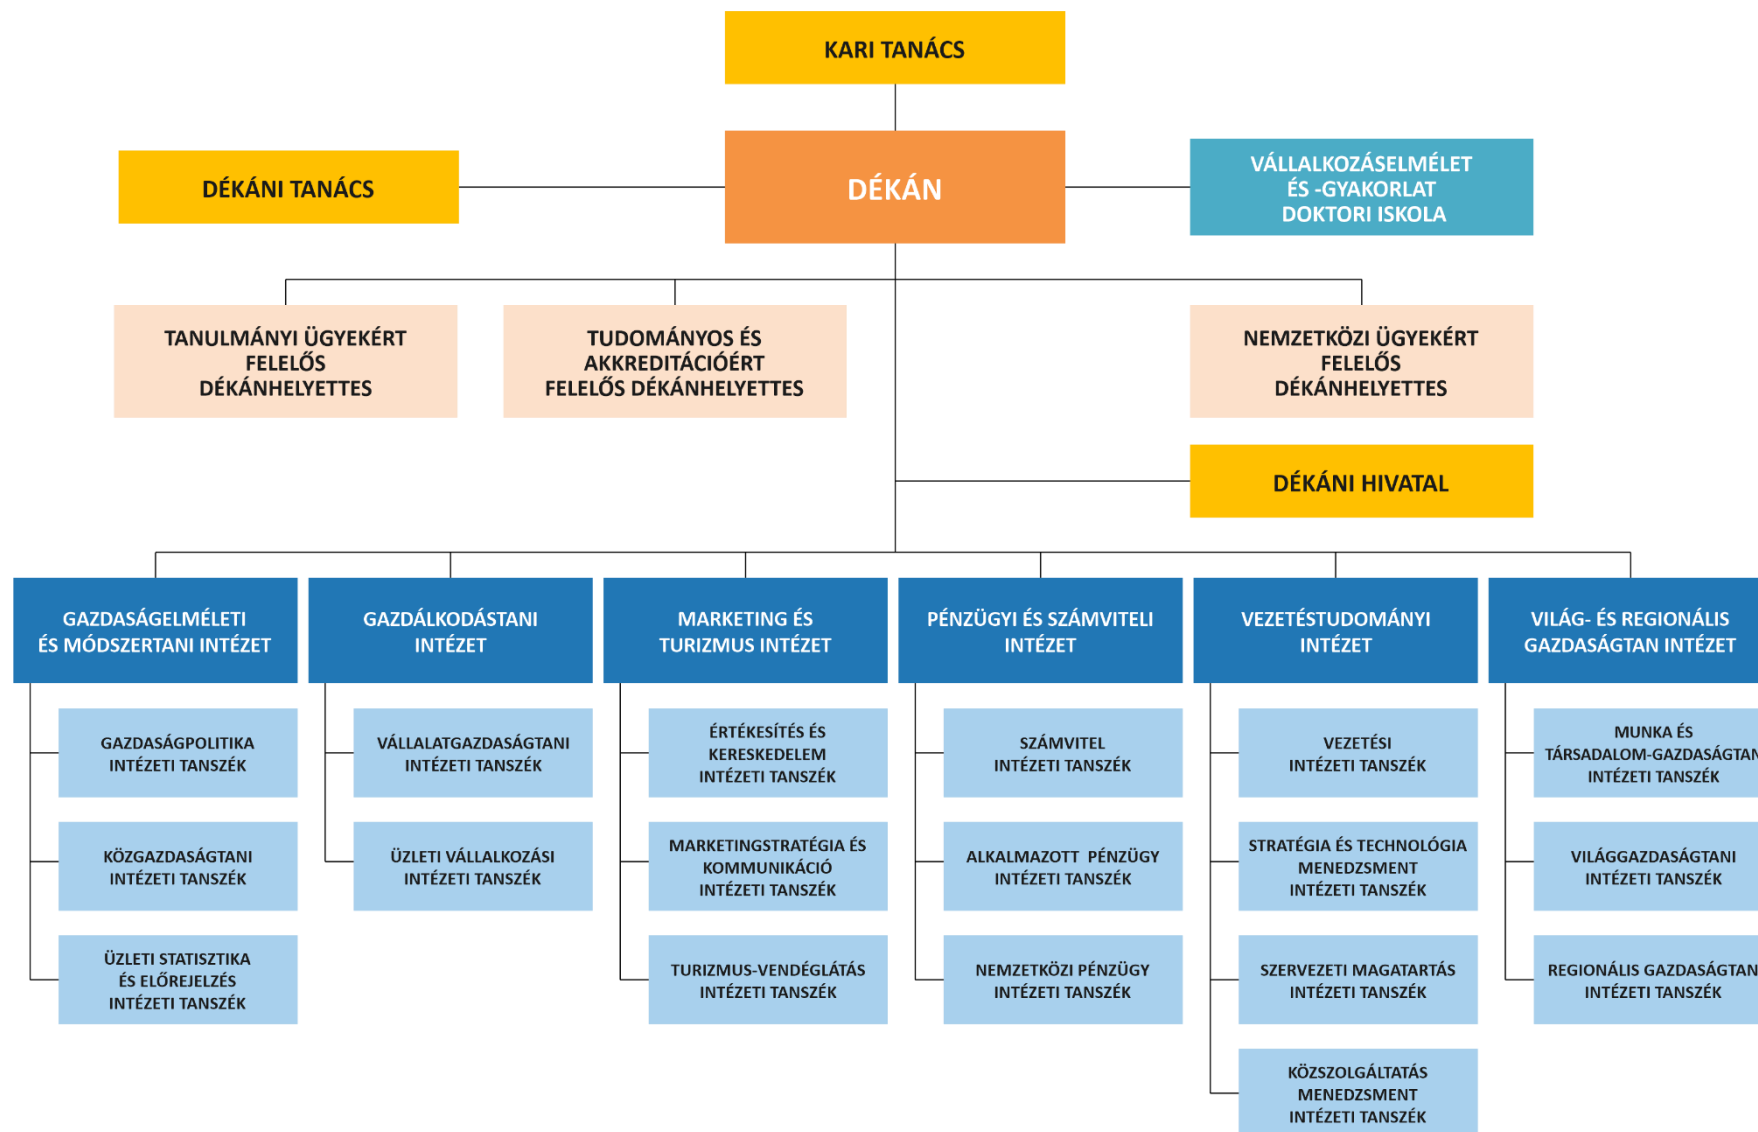 KARI TANÁCS
DÉKÁNI TANÁCS
DÉKÁN
VÁLLALKOZÁSELMÉLET
ÉS -GYAKORLAT
DOKTORI ISKOLA
TANULMÁNYI ÜGYEKÉRT
FELELŐS
DÉKÁNHELYETTES
TUDOMÁNYOS ÉS
AKKREDITÁCIÓÉRT
FELELŐS DÉKÁNHELYETTES
NEMZETKÖZI ÜGYEKÉRT
FELELŐS
DÉKÁNHELYETTES
DÉKÁNI HIVATAL
GAZDASÁGELMÉLETI
ÉS MÓDSZERTANI INTÉZET
GAZDASÁGPOLITIKA
INTÉZETI TANSZÉK
KÖZGAZDASÁGTANI
INTÉZETI TANSZÉK
ÜZLETI STATISZTIKA
ÉS ELŐREJELZÉS
INTÉZETI TANSZÉK
GAZDÁLKODÁSTANI
INTÉZET
VÁLLALATGAZDASÁGTANI
INTÉZETI TANSZÉK
ÜZLETI VÁLLALKOZÁSI
INTÉZETI TANSZÉK
MARKETING ÉS
TURIZMUS INTÉZET
ÉRTÉKESÍTÉS ÉS
KERESKEDELEM
INTÉZETI TANSZÉK
MARKETINGSTRATÉGIA ÉS
KOMMUNIKÁCIÓ
INTÉZETI TANSZÉK
TURIZMUS-VENDÉGLÁTÁS
INTÉZETI TANSZÉK
PÉNZÜGYI ÉS SZÁMVITELI
INTÉZET
SZÁMVITEL
INTÉZETI TANSZÉK
ALKALMAZOTT PÉNZÜGY
INTÉZETI TANSZÉK
NEMZETKÖZI PÉNZÜGY
INTÉZETI TANSZÉK
VEZETÉSTUDOMÁNYI
INTÉZET
VEZETÉSI
INTÉZETI TANSZÉK
STRATÉGIA ÉS TECHNOLÓGIA
MENEDZSMENT
INTÉZETI TANSZÉK
SZERVEZETI MAGATARTÁS
INTÉZETI TANSZÉK
KÖZSZOLGÁLTATÁS
MENEDZSMENT
INTÉZETI TANSZÉK
VILÁG- ÉS REGIONÁLIS
GAZDASÁGTAN INTÉZET
MUNKA ÉS
TÁRSADALOM-GAZDASÁGTAN
INTÉZETI TANSZÉK
VILÁGGAZDASÁGTANI
INTÉZETI TANSZÉK
REGIONÁLIS GAZDASÁGTAN
INTÉZETI TANSZÉK